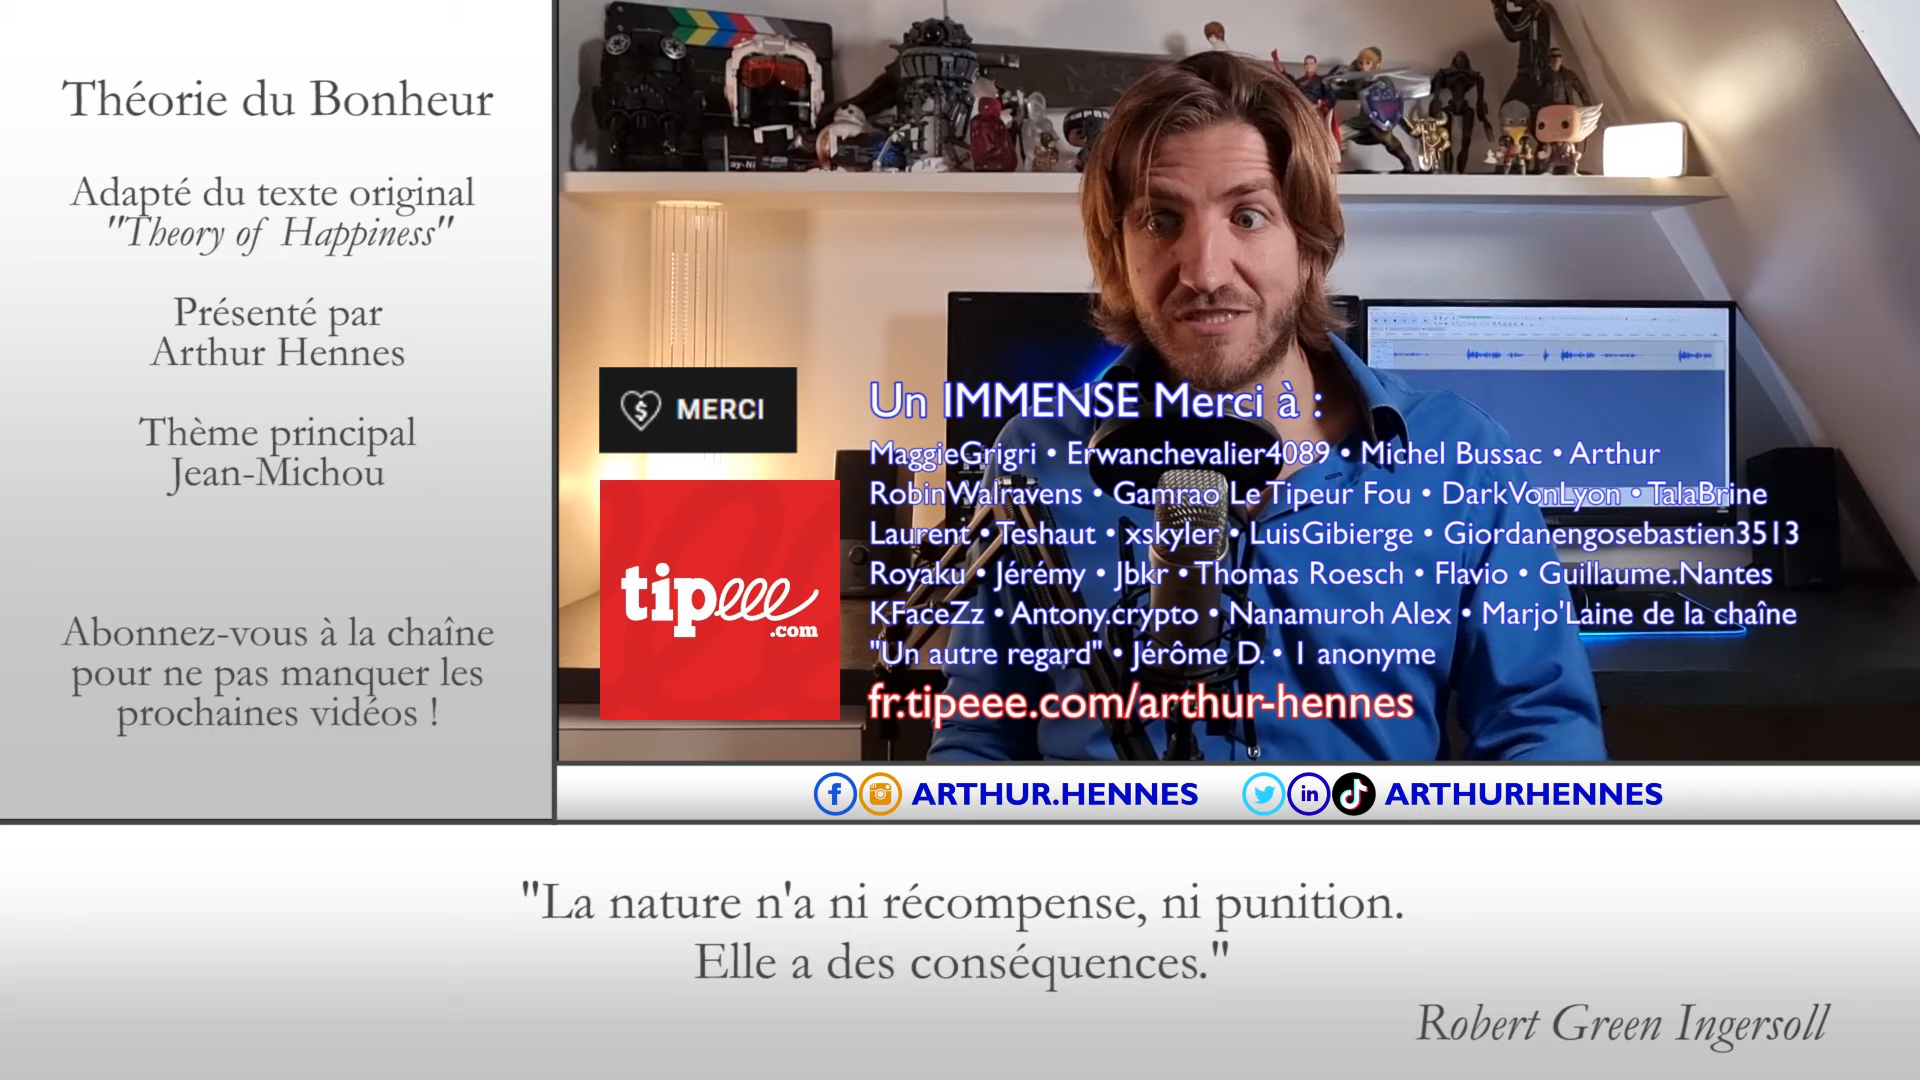 Théorie du Bonheur
Adapté du texte original
"Theory of Happiness"
Présenté par
Arthur Hennes
Thème principal
Jean-Michou
Abonnez-vous à la chaîne
pour ne pas manquer les
prochaines vidéos !
MERCI
tipeee
.com
Un IMMENSE Merci à :
MaggieGrigri • Erwanchevalier4089 • Michel Bussac • Arthur
RobinWalravens • Gamrao Le Tipeur Fou • DarkVonLyon • TalaBrine
Laurent • Teshaut • xskyler • LuisGibierge • Giordanengosebastien3513
Royaku • Jérémy • Jbkr • Thomas Roesch • Flavio • Guillaume.Nantes
KFaceZz • Antony.crypto • Nanamuroh Alex • Marjo'Laine de la chaîne
"Un autre regard" • Jérôme D. • 1 anonyme
fr.tipeee.com/arthur-hennes
ARTHUR.HENNES ARTHURHENNES
"La nature n'a ni récompense, ni punition.
Elle a des conséquences."
Robert Green Ingersoll